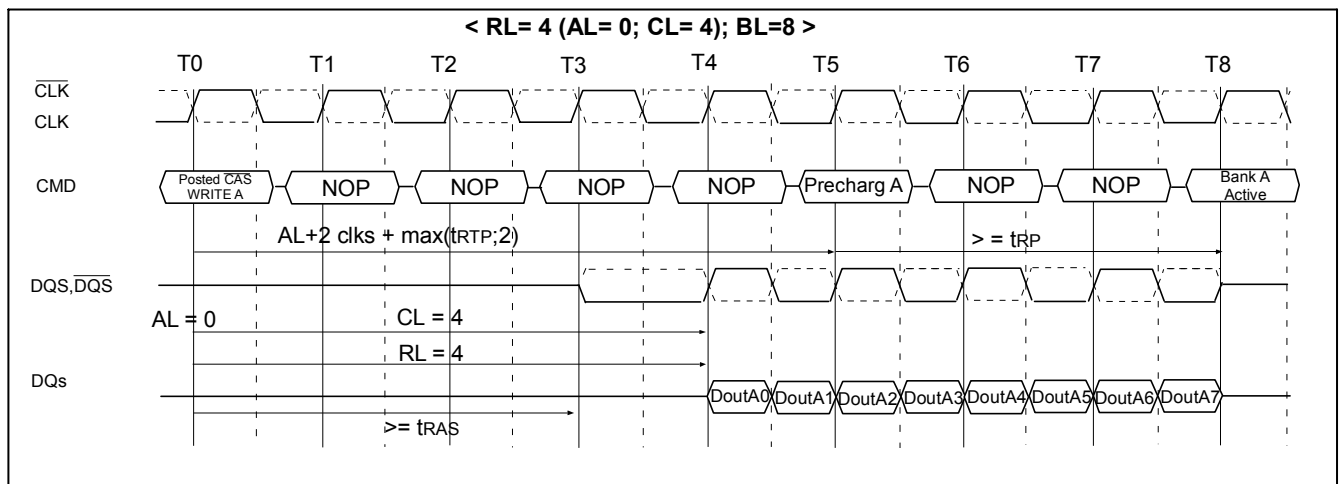 < RL= 4 (AL= 0; CL= 4); BL=8 >
T0 T1 T2 T3 T4 T5 T6 T7 T8
CLK
CLK
CMD
Posted CAS
WRITE A
NOP NOP NOP NOP Precharg A NOP NOP
Bank A
Active
AL+2 clks + max(tRTP;2)
> = tRP
DQS,DQS
AL = 0
CL = 4
RL = 4
DQs
DoutA0 DoutA1 DoutA2 DoutA3 DoutA4 DoutA5 DoutA6 DoutA7
>= tRAS